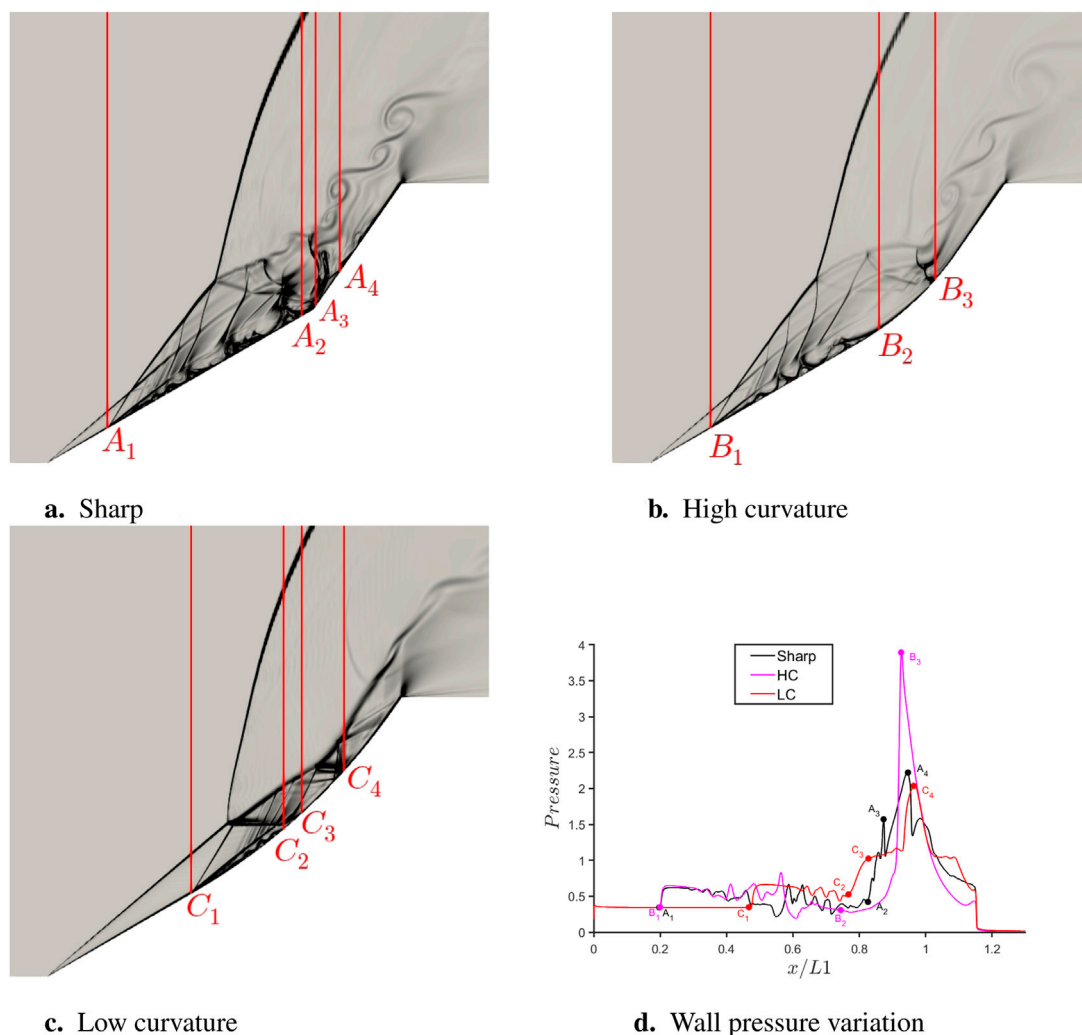 A1
A2
A3
A4
a. Sharp
B1
B2
B3
b. High curvature
C1
C2
C3
C4
c. Low curvature
Pressure
4
3.5
3
2.5
2
1.5
1
0.5
0
Sharp
HC
LC
B3
A4
C4
A3
C3
C2
A2
B2
C1
B1
A1
0 0.2 0.4 0.6 0.8 1 1.2
x/L1
d. Wall pressure variation